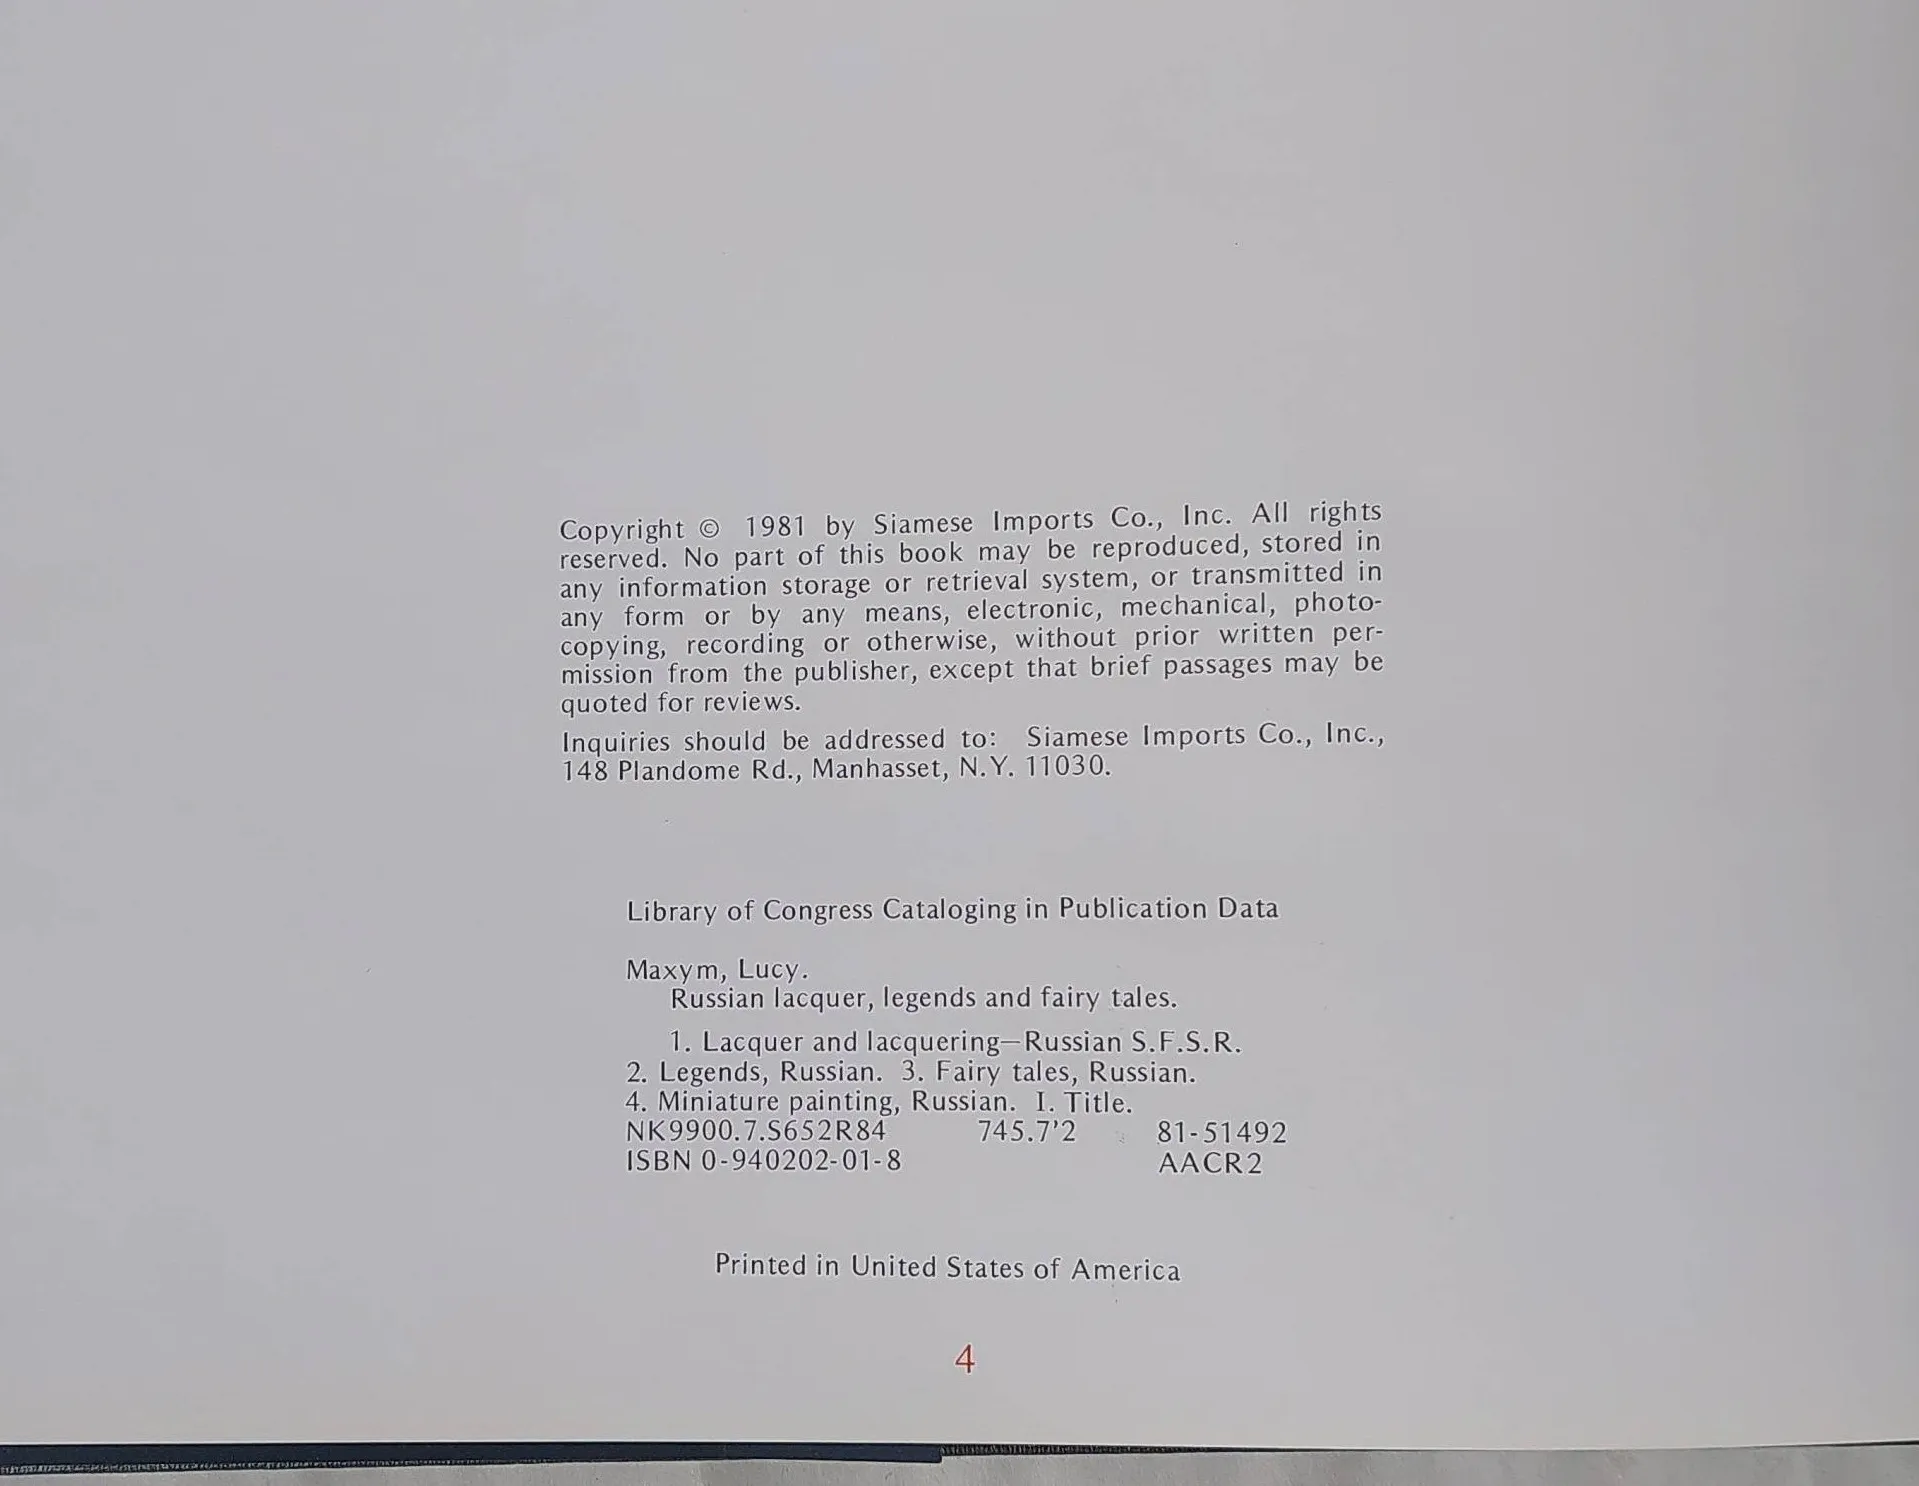 Copyright © 1981 by Siamese Imports Co., Inc. All rights
reserved. No part of this book may be reproduced, stored in
any information storage or retrieval system, or transmitted in
any form or by any means, electronic, mechanical, photo-
copying, recording or otherwise, without prior written per-
mission from the publisher, except that brief passages may be
quoted for reviews.
Inquiries should be addressed to: Siamese Imports Co., Inc.,
148 Plandome Rd., Manhasset, N.Y. 11030.
Library of Congress Cataloging in Publication Data
Maxym, Lucy.
Russian lacquer, legends and fairy tales.
1. Lacquer and lacquering—Russian S.F.S.R.
2. Legends, Russian. 3. Fairy tales, Russian.
4. Miniature painting, Russian. I. Title.
NK9900.7.S652R84 745.7'2 81-51492
ISBN 0-940202-01-8 AACR2
Printed in United States of America
4